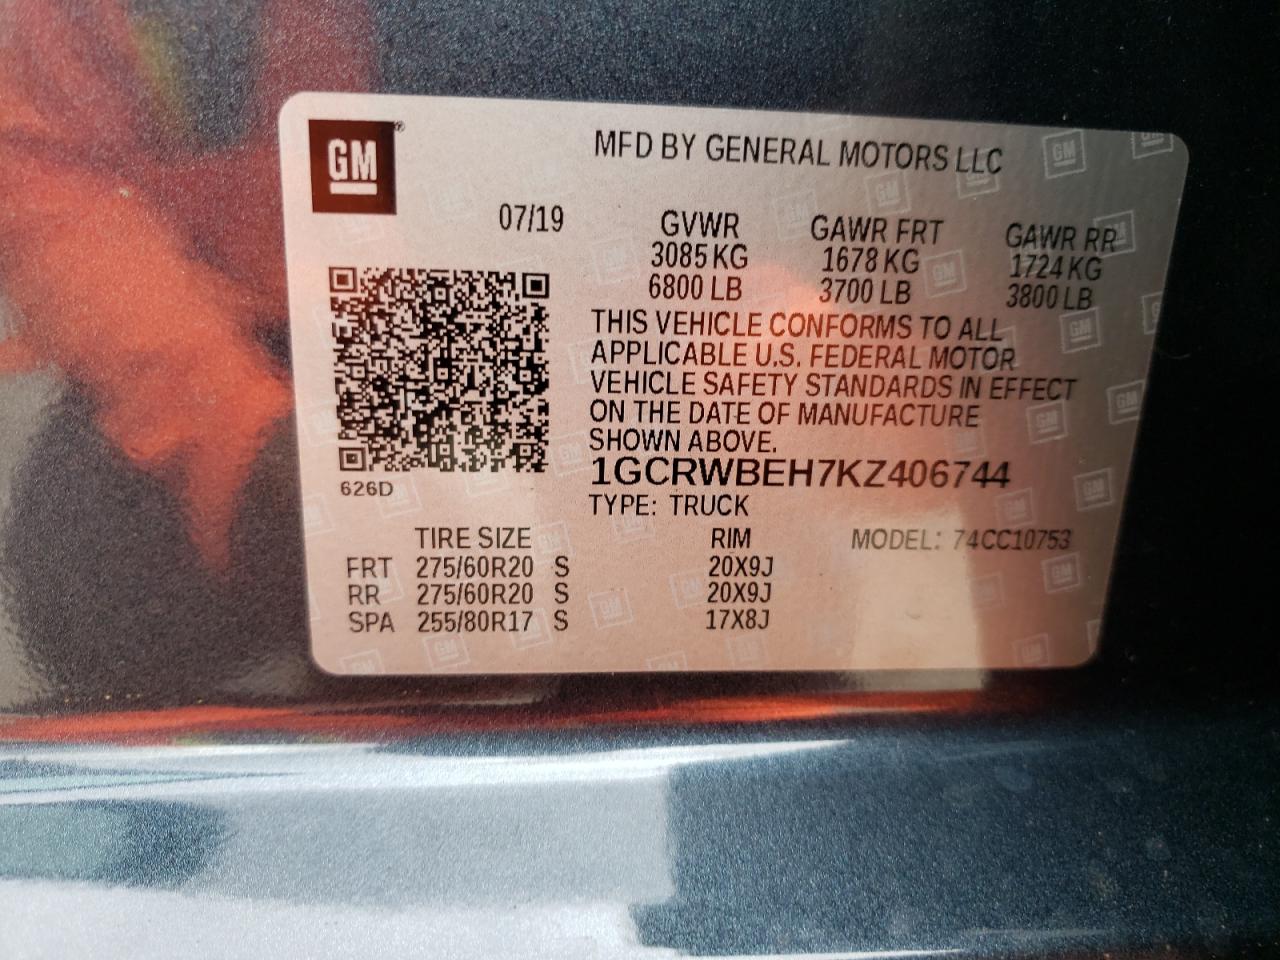 GM®
MFD BY GENERAL MOTORS LLC
07/19
GVWR GAWR FRT GAWR RR
3085 KG 1678 KG 1724 KG
6800 LB 3700 LB 3800 LB
THIS VEHICLE CONFORMS TO ALL
APPLICABLE U.S. FEDERAL MOTOR
VEHICLE SAFETY STANDARDS IN EFFECT
ON THE DATE OF MANUFACTURE
SHOWN ABOVE.
1GCRWBEH7KZ406744
626D
TYPE: TRUCK
TIRE SIZE RIM MODEL: 74CC10753
FRT 275/60R20 S 20X9J
RR 275/60R20 S 20X9J
SPA 255/80R17 S 17X8J